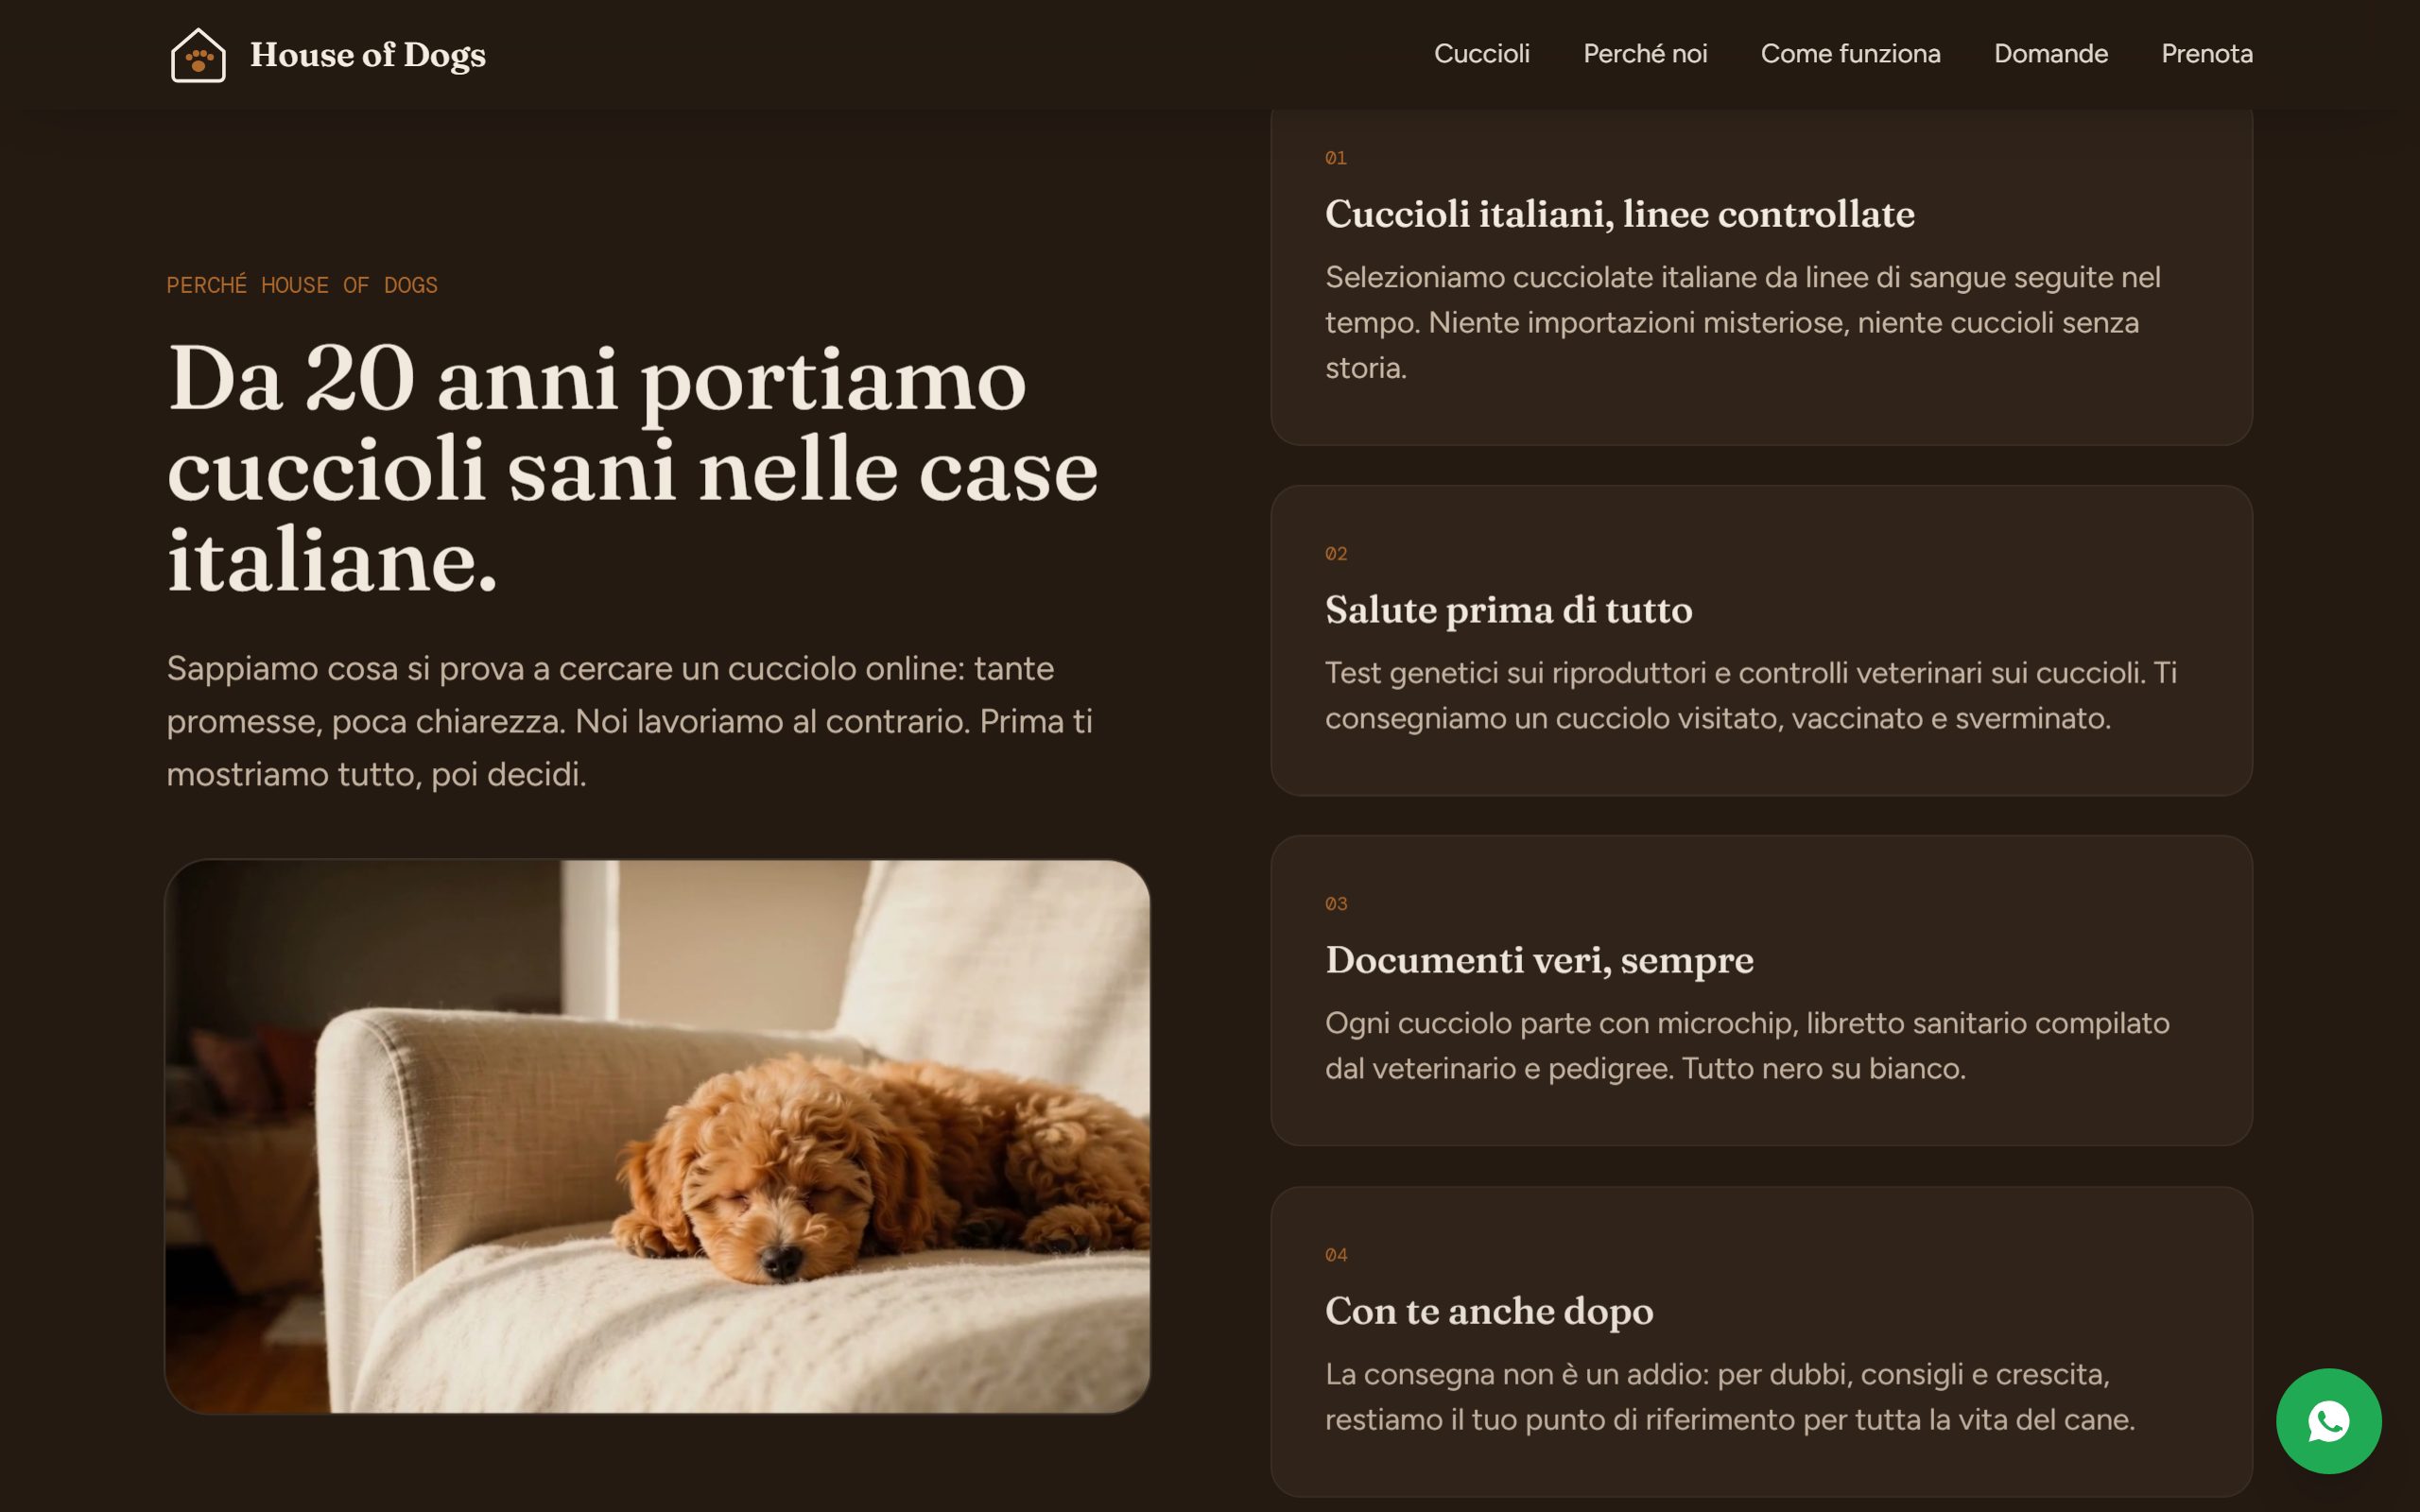 House of Dogs
Cuccioli
Perché noi
Come funziona
Domande
Prenota
PERCHÉ HOUSE OF DOGS
Da 20 anni portiamo
cuccioli sani nelle case
italiane.
Sappiamo cosa si prova a cercare un cucciolo online: tante
promesse, poca chiarezza. Noi lavoriamo al contrario. Prima ti
mostriamo tutto, poi decidi.
01
Cuccioli italiani, linee controllate
Selezioniamo cucciolate italiane da linee di sangue seguite nel
tempo. Niente importazioni misteriose, niente cuccioli senza
storia.
02
Salute prima di tutto
Test genetici sui riproduttori e controlli veterinari sui cuccioli. Ti
consegniamo un cucciolo visitato, vaccinato e sverminato.
03
Documenti veri, sempre
Ogni cucciolo parte con microchip, libretto sanitario compilato
dal veterinario e pedigree. Tutto nero su bianco.
04
Con te anche dopo
La consegna non è un addio: per dubbi, consigli e crescita,
restiamo il tuo punto di riferimento per tutta la vita del cane.